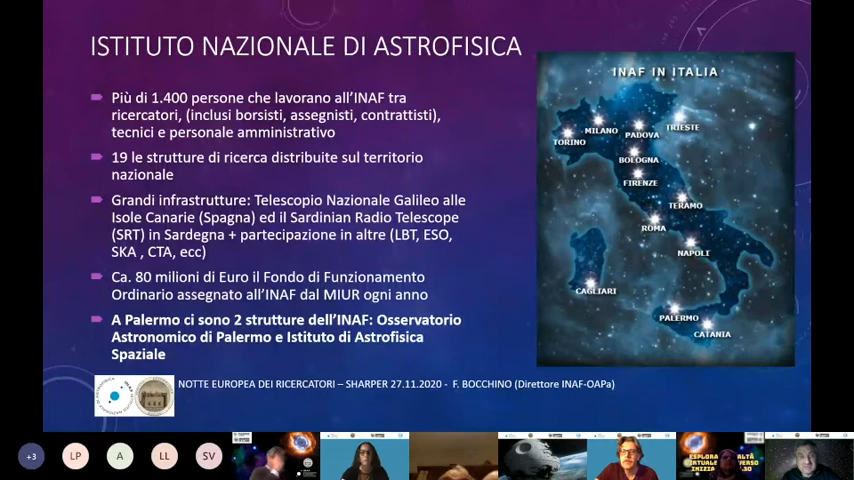 ISTITUTO NAZIONALE DI ASTROFISICA
Più di 1.400 persone che lavorano all'INAF tra
ricercatori, (inclusi borsisti, assegnisti, contrattisti),
tecnici e personale amministrativo
19 le strutture di ricerca distribuite sul territorio
nazionale
Grandi infrastrutture: Telescopio Nazionale Galileo alle
Isole Canarie (Spagna) ed il Sardinian Radio Telescope
(SRT) in Sardegna + partecipazione in altre (LBT, ESO,
SKA , CTA, ecc)
Ca. 80 milioni di Euro il Fondo di Funzionamento
Ordinario assegnato all'INAF dal MIUR ogni anno
A Palermo ci sono 2 strutture dell'INAF: Osservatorio
Astronomico di Palermo e Istituto di Astrofisica
Spaziale
INAF IN ITALIA
TRIESTE
MILANO
PADOVA
TORINO
BOLOGNA
FIRENZE
TERAMO
ROMA
NAPOLI
CAGLIARI
PALERMO
CATANIA
NOTTE EUROPEA DEI RICERCATORI – SHARPER 27.11.2020 - F. BOCCHINO (Direttore INAF-OAPa)
+3
LP
A
LL
SV
ESPLORA
INIZIA